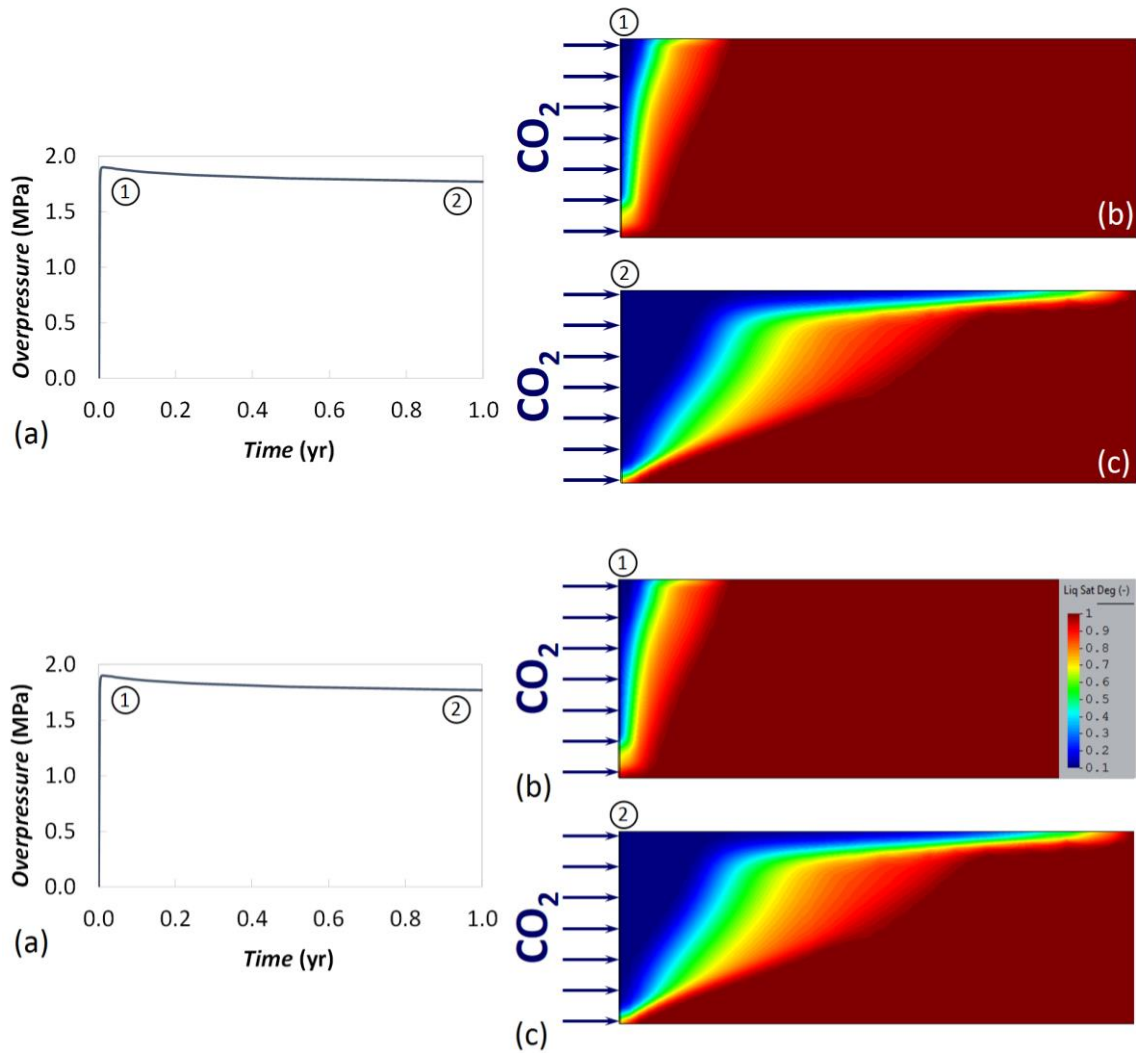 Overpressure (MPa)
2.0
1.5
1.0
0.5
0.0
1
2
0.0 0.2 0.4 0.6 0.8 1.0
Time (yr)
(a)
1
CO2
(b)
2
CO2
(c)
Overpressure (MPa)
2.0
1.5
1.0
0.5
0.0
1
2
0.0 0.2 0.4 0.6 0.8 1.0
Time (yr)
(a)
1
CO2
Liq Sat Deg (-)
1
0.9
0.8
0.7
0.6
0.5
0.4
0.3
0.2
0.1
(b)
2
CO2
(c)